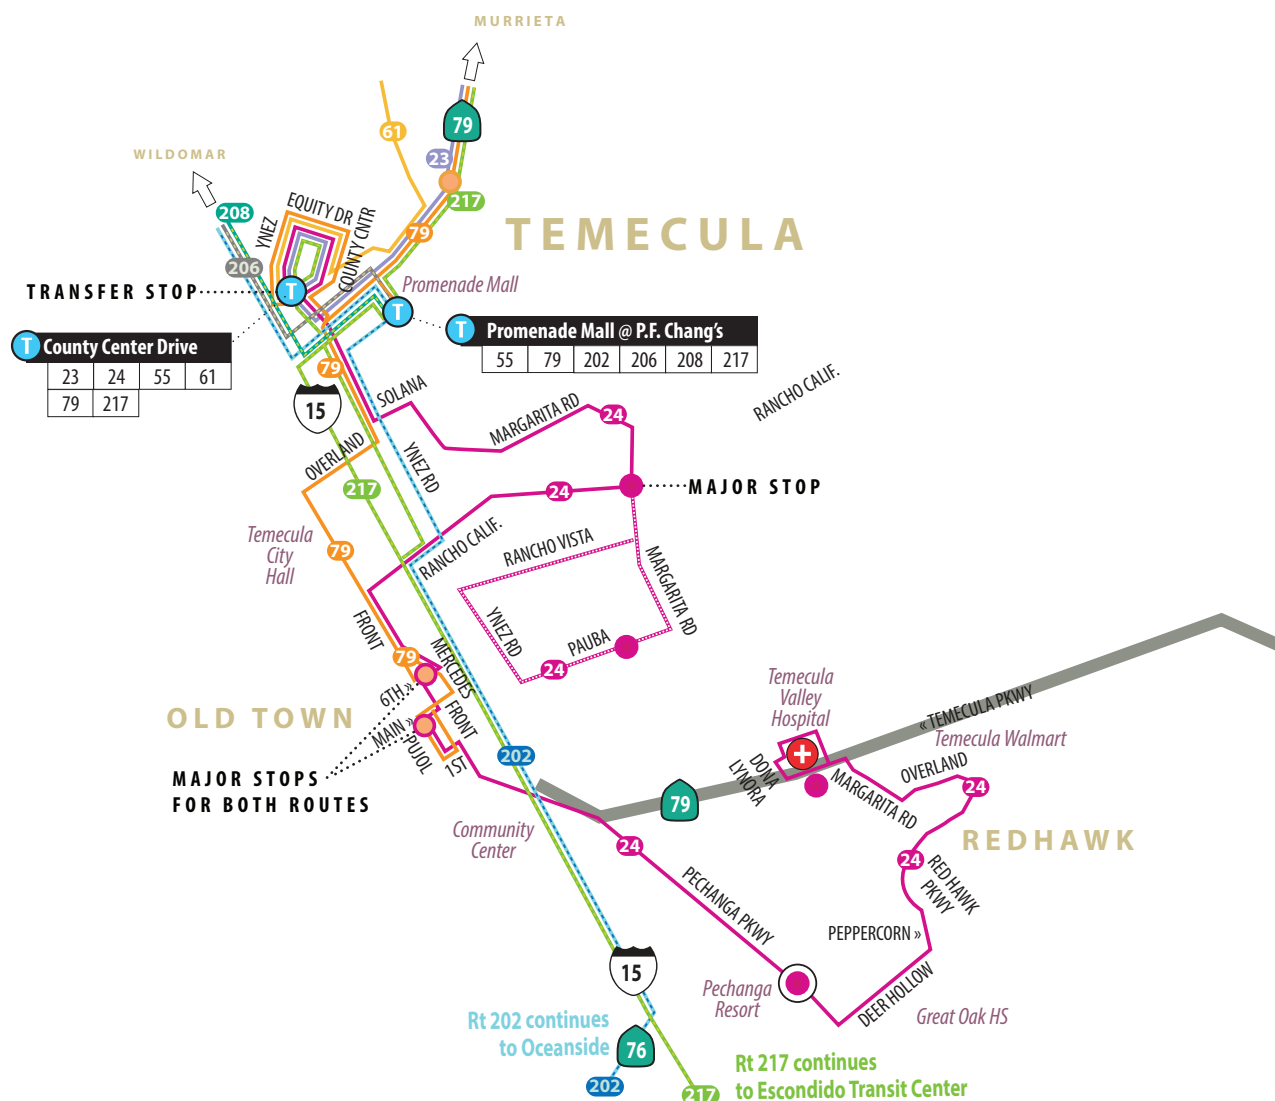 MURRIETA
79
61
23
WILDOMAR
217
208
EQUITY DR
YNEZ
COUNTY CNTR
79
TEMECULA
206
Promenade Mall
TRANSFER STOP
T
T
T County Center Drive
23 24 55 61
79 217
T Promenade Mall @ P.F. Chang's
55 79 202 206 208 217
79
15
SOLANA
MARGARITA RD
24
RANCHO CALIF.
OVERLAND
YNEZ RD
217
24
MAJOR STOP
Temecula
City
Hall
79
RANCHO CALIF.
RANCHO VISTA
MARGARITA RD
FRONT
YNEZ RD
PAUBA
24
79
MERCEDES
6TH »
OLD TOWN
MAIN »
FRONT
PUJOL
1ST
MAJOR STOPS
FOR BOTH ROUTES
202
Temecula
Valley
Hospital
« TEMECULA PKWY
Temecula Walmart
DONA
LYNORA
OVERLAND
MARGARITA RD
24
79
Community
Center
24
REDHAWK
24
RED HAWK
PKWY
PECHANGA PKWY
PEPPERCORN »
15
Pechanga
Resort
DEER HOLLOW
Great Oak HS
Rt 202 continues
to Oceanside
76
202
Rt 217 continues
to Escondido Transit Center
217